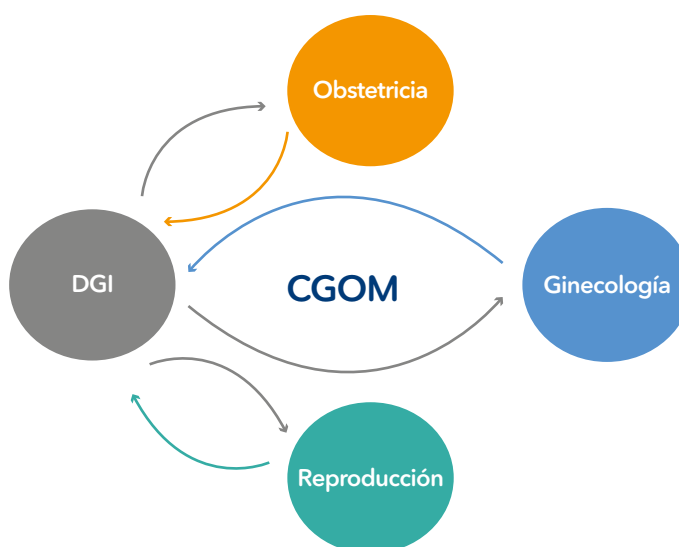 Obstetricia
DGI
CGOM
Ginecología
Reproducción